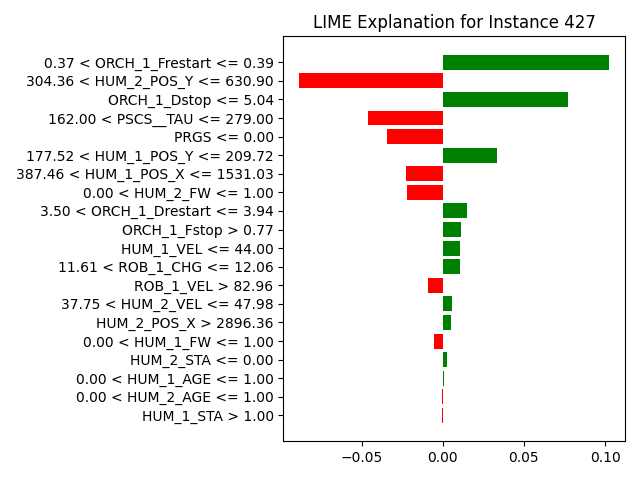 LIME Explanation for Instance 427
0.37 < ORCH_1_Frestart <= 0.39
304.36 < HUM_2_POS_Y <= 630.90
ORCH_1_Dstop <= 5.04
162.00 < PSCS__TAU <= 279.00
PRGS <= 0.00
177.52 < HUM_1_POS_Y <= 209.72
387.46 < HUM_1_POS_X <= 1531.03
0.00 < HUM_2_FW <= 1.00
3.50 < ORCH_1_Drestart <= 3.94
ORCH_1_Fstop > 0.77
HUM_1_VEL <= 44.00
11.61 < ROB_1_CHG <= 12.06
ROB_1_VEL > 82.96
37.75 < HUM_2_VEL <= 47.98
HUM_2_POS_X > 2896.36
0.00 < HUM_1_FW <= 1.00
HUM_2_STA <= 0.00
0.00 < HUM_1_AGE <= 1.00
0.00 < HUM_2_AGE <= 1.00
HUM_1_STA > 1.00
−0.05 0.00 0.05 0.10